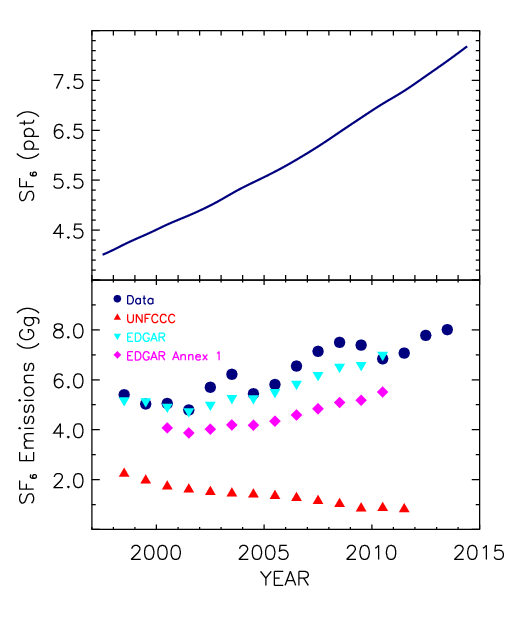 7.5
6.5
5.5
4.5
SF₆ (ppt)
Data
UNFCCC
EDGAR
EDGAR Annex 1
8.0
6.0
4.0
2.0
SF₆ Emissions (Gg)
2000 2005 2010 2015
YEAR